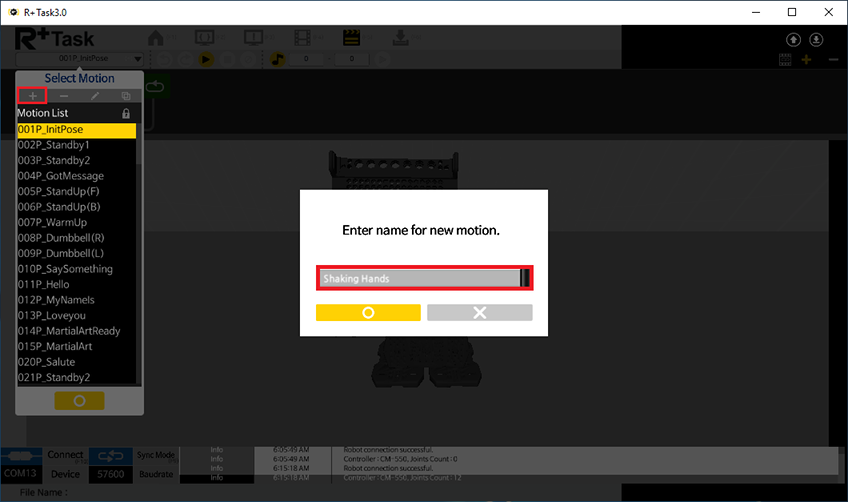 R+Task3.0
R+Task
001P_InitPose
0
0
Select Motion
Motion List
001P_InitPose
002P_Standby1
003P_Standby2
004P_GotMessage
005P_StandUp(F)
006P_StandUp(B)
007P_WarmUp
008P_Dumbbell(R)
009P_Dumbbell(L)
010P_SaySomething
011P_Hello
012P_MyNameIs
013P_Loveyou
014P_MartialArtReady
015P_MartialArt
020P_Salute
021P_Standby2
Enter name for new motion.
Shaking Hands
Connect
COM13
Device
57600
Sync Mode
Baudrate
Info 6:05:49 AM Robot connection successful.
Info 6:05:49 AM Controller : CM-550, Joints Count : 0
Info 6:15:18 AM Robot connection successful.
Info 6:15:18 AM Controller : CM-550, Joints Count : 12
File Name :